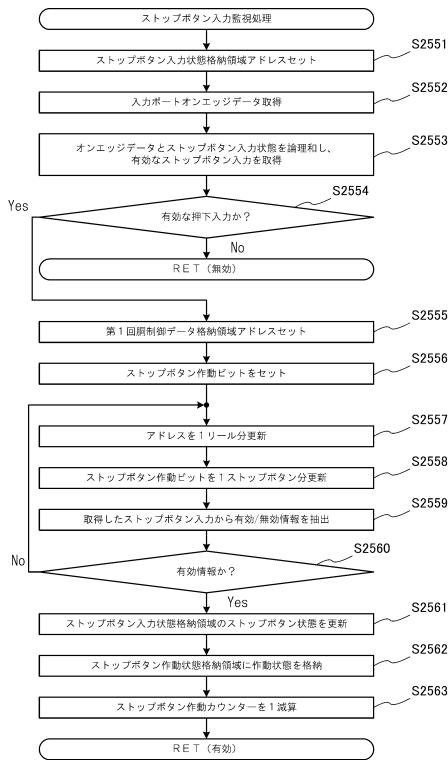 ストップボタン入力監視処理
S2551
ストップボタン入力状態格納領域アドレスセット
S2552
入力ポートオンエッジデータ取得
S2553
オンエッジデータとストップボタン入力状態を論理和し、
有効なストップボタン入力を取得
S2554
Yes
有効な押下入力か？
No
ＲＥＴ（無効）
S2555
第１回胴制御データ格納領域アドレスセット
S2556
ストップボタン作動ビットをセット
S2557
アドレスを１リール分更新
S2558
ストップボタン作動ビットを１ストップボタン分更新
S2559
取得したストップボタン入力から有効/無効情報を抽出
S2560
No
有効情報か？
Yes
S2561
ストップボタン入力状態格納領域のストップボタン状態を更新
S2562
ストップボタン作動状態格納領域に作動状態を格納
S2563
ストップボタン作動カウンターを１減算
ＲＥＴ（有効）